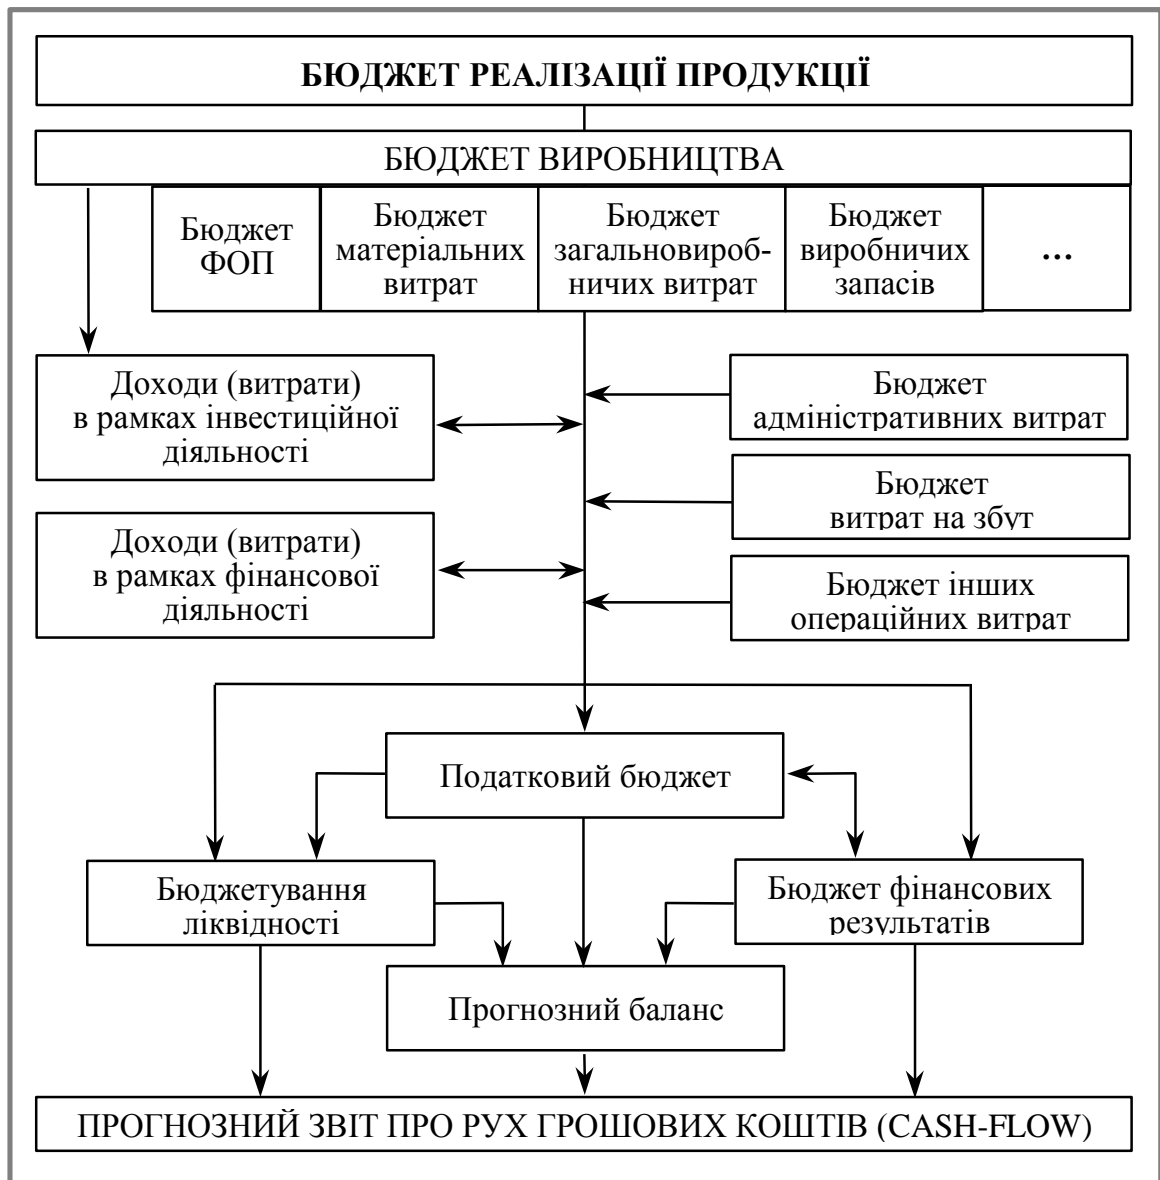 БЮДЖЕТ РЕАЛІЗАЦІЇ ПРОДУКЦІЇ
БЮДЖЕТ ВИРОБНИЦТВА
Бюджет
ФОП
Бюджет
матеріальних
витрат
Бюджет
загальновироб-
ничих витрат
Бюджет
виробничих
запасів
...
Доходи (витрати)
в рамках інвестиційної
діяльності
Бюджет
адміністративних витрат
Бюджет
витрат на збут
Доходи (витрати)
в рамках фінансової
діяльності
Бюджет інших
операційних витрат
Податковий бюджет
Бюджетування
ліквідності
Бюджет фінансових
результатів
Прогнозний баланс
ПРОГНОЗНИЙ ЗВІТ ПРО РУХ ГРОШОВИХ КОШТІВ (CASH-FLOW)